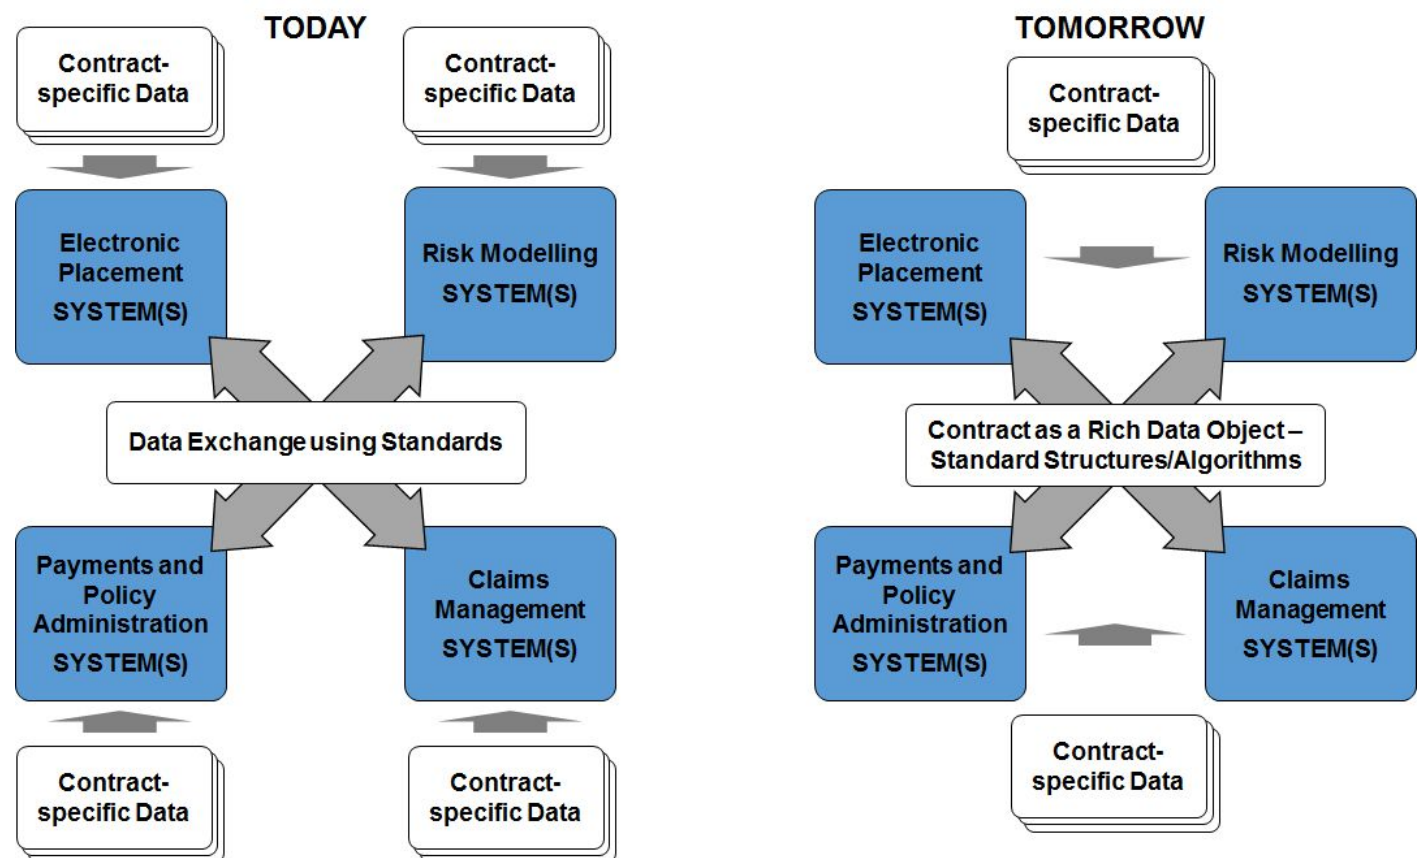 TODAY
Contract-
specific Data
Contract-
specific Data
Electronic
Placement
SYSTEM(S)
Risk Modelling
SYSTEM(S)
Data Exchange using Standards
Payments and
Policy
Administration
SYSTEM(S)
Claims
Management
SYSTEM(S)
Contract-
specific Data
Contract-
specific Data
TOMORROW
Contract-
specific Data
Electronic
Placement
SYSTEM(S)
Risk Modelling
SYSTEM(S)
Contract as a Rich Data Object –
Standard Structures/Algorithms
Payments and
Policy
Administration
SYSTEM(S)
Claims
Management
SYSTEM(S)
Contract-
specific Data